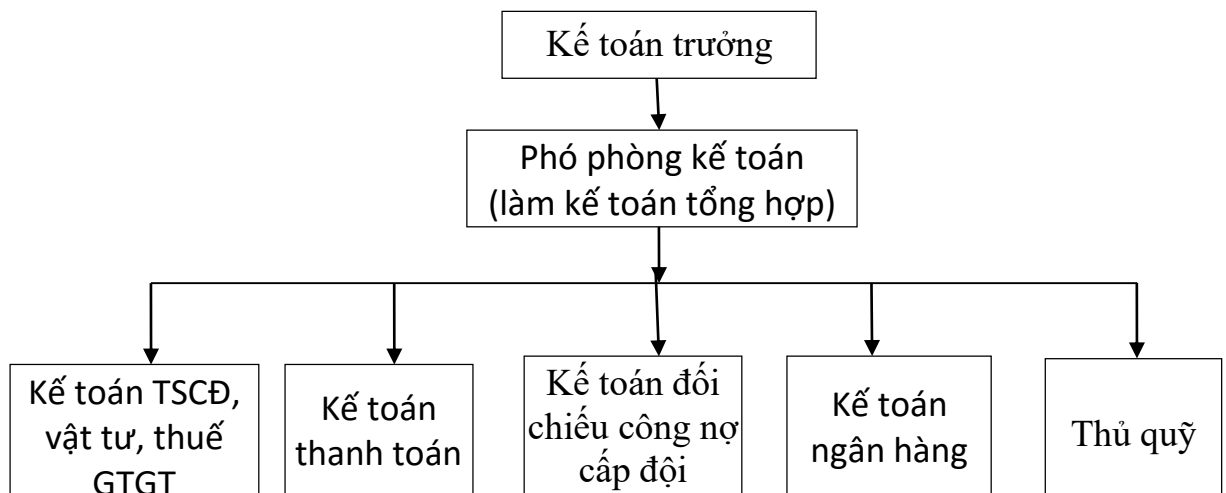 Kế toán trưởng
Phó phòng kế toán
(làm kế toán tổng hợp)
Kế toán TSCĐ,
vật tư, thuế
GTGT
Kế toán
thanh toán
Kế toán đối
chiếu công nợ
cấp đội
Kế toán
ngân hàng
Thủ quỹ